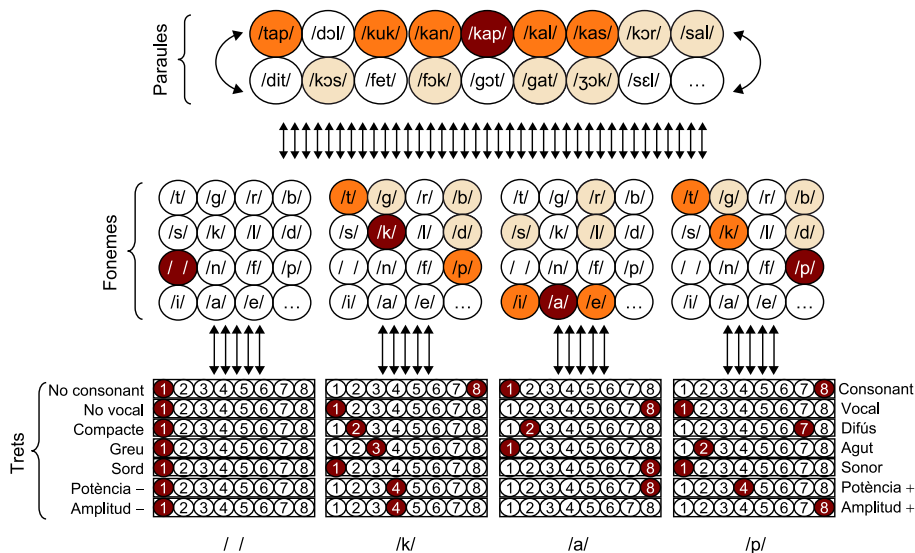 Paraules
/tap/ /dɔl/ /kuk/ /kan/ /kap/ /kal/ /kas/ /kɔr/ /sal/
/dit/ /kɔs/ /fet/ /fɔk/ /gɔt/ /gat/ /ʒɔk/ /sɛl/ ...
Fonemes
/t/ /g/ /r/ /b/ /t/ /g/ /r/ /b/ /t/ /g/ /r/ /b/ /t/ /g/ /r/ /b/
/s/ /k/ /l/ /d/ /s/ /k/ /l/ /d/ /s/ /k/ /l/ /d/ /s/ /k/ /l/ /d/
/ / /n/ /f/ /p/ / / /n/ /f/ /p/ / / /n/ /f/ /p/ / / /n/ /f/ /p/
/i/ /a/ /e/ ... /i/ /a/ /e/ ... /i/ /a/ /e/ ... /i/ /a/ /e/ ...
Trets
No consonant 1 2 3 4 5 6 7 8 1 2 3 4 5 6 7 8 1 2 3 4 5 6 7 8 1 2 3 4 5 6 7 8 Consonant
No vocal 1 2 3 4 5 6 7 8 1 2 3 4 5 6 7 8 1 2 3 4 5 6 7 8 1 2 3 4 5 6 7 8 Vocal
Compacte 1 2 3 4 5 6 7 8 1 2 3 4 5 6 7 8 1 2 3 4 5 6 7 8 1 2 3 4 5 6 7 8 Difús
Greu 1 2 3 4 5 6 7 8 1 2 3 4 5 6 7 8 1 2 3 4 5 6 7 8 1 2 3 4 5 6 7 8 Agut
Sord 1 2 3 4 5 6 7 8 1 2 3 4 5 6 7 8 1 2 3 4 5 6 7 8 1 2 3 4 5 6 7 8 Sonor
Potència – 1 2 3 4 5 6 7 8 1 2 3 4 5 6 7 8 1 2 3 4 5 6 7 8 1 2 3 4 5 6 7 8 Potència +
Amplitud – 1 2 3 4 5 6 7 8 1 2 3 4 5 6 7 8 1 2 3 4 5 6 7 8 1 2 3 4 5 6 7 8 Amplitud +
/ / /k/ /a/ /p/